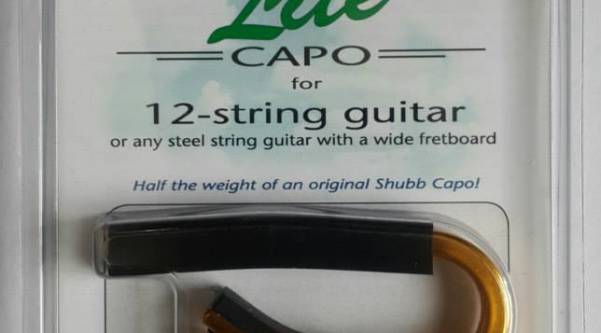 Lite
CAPO
for
12-string guitar
or any steel string guitar with a wide fretboard
Half the weight of an original Shubb Capo!